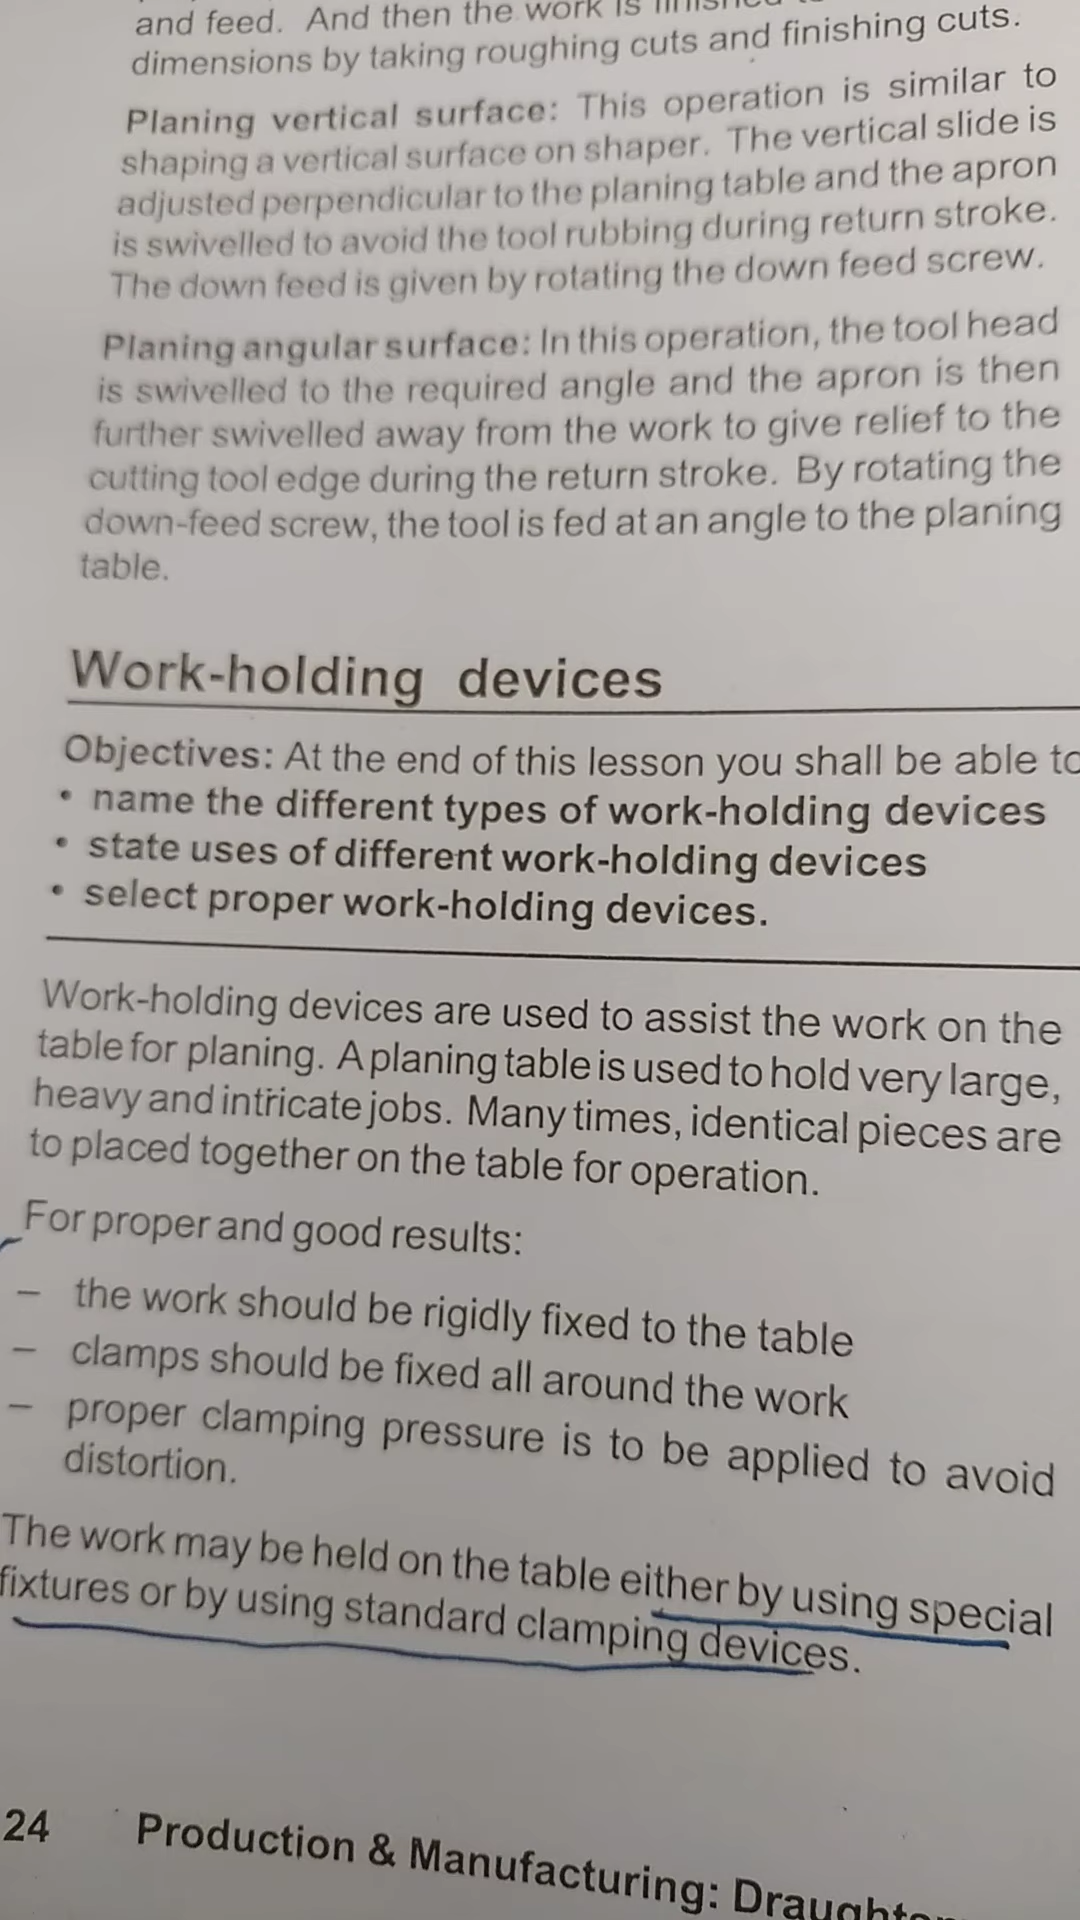 and feed. And then the work is
dimensions by taking roughing cuts and finishing cuts.
Planing vertical surface: This operation is similar to
shaping a vertical surface on shaper. The vertical slide is
adjusted perpendicular to the planing table and the apron
is swivelled to avoid the tool rubbing during return stroke.
The down feed is given by rotating the down feed screw.
Planing angular surface: In this operation, the tool head
is swivelled to the required angle and the apron is then
further swivelled away from the work to give relief to the
cutting tool edge during the return stroke. By rotating the
down-feed screw, the tool is fed at an angle to the planing
table.
Work-holding devices
Objectives: At the end of this lesson you shall be able to
• name the different types of work-holding devices
• state uses of different work-holding devices
• select proper work-holding devices.
Work-holding devices are used to assist the work on the
table for planing. A planing table is used to hold very large,
heavy and intricate jobs. Many times, identical pieces are
to placed together on the table for operation.
For proper and good results:
– the work should be rigidly fixed to the table
– clamps should be fixed all around the work
– proper clamping pressure is to be applied to avoid
distortion.
The work may be held on the table either by using special
fixtures or by using standard clamping devices.
24 Production & Manufacturing: